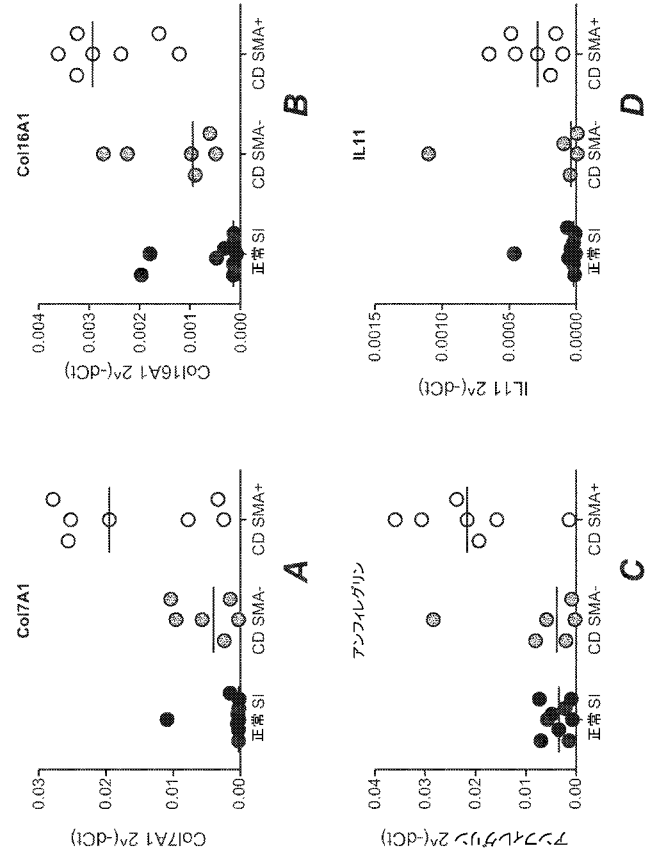 Col7A1
Col7A1 2^(-dCt)
0.03
0.02
0.01
0.00
正常 SI
CD SMA-
CD SMA+
A
Col16A1
Col16A1 2^(-dCt)
0.004
0.003
0.002
0.001
0.000
正常 SI
CD SMA-
CD SMA+
B
アンフィレグリン
アンフィレグリン 2^(-dCt)
0.04
0.03
0.02
0.01
0.00
正常 SI
CD SMA-
CD SMA+
C
IL11
IL11 2^(-dCt)
0.0015
0.0010
0.0005
0.0000
正常 SI
CD SMA-
CD SMA+
D